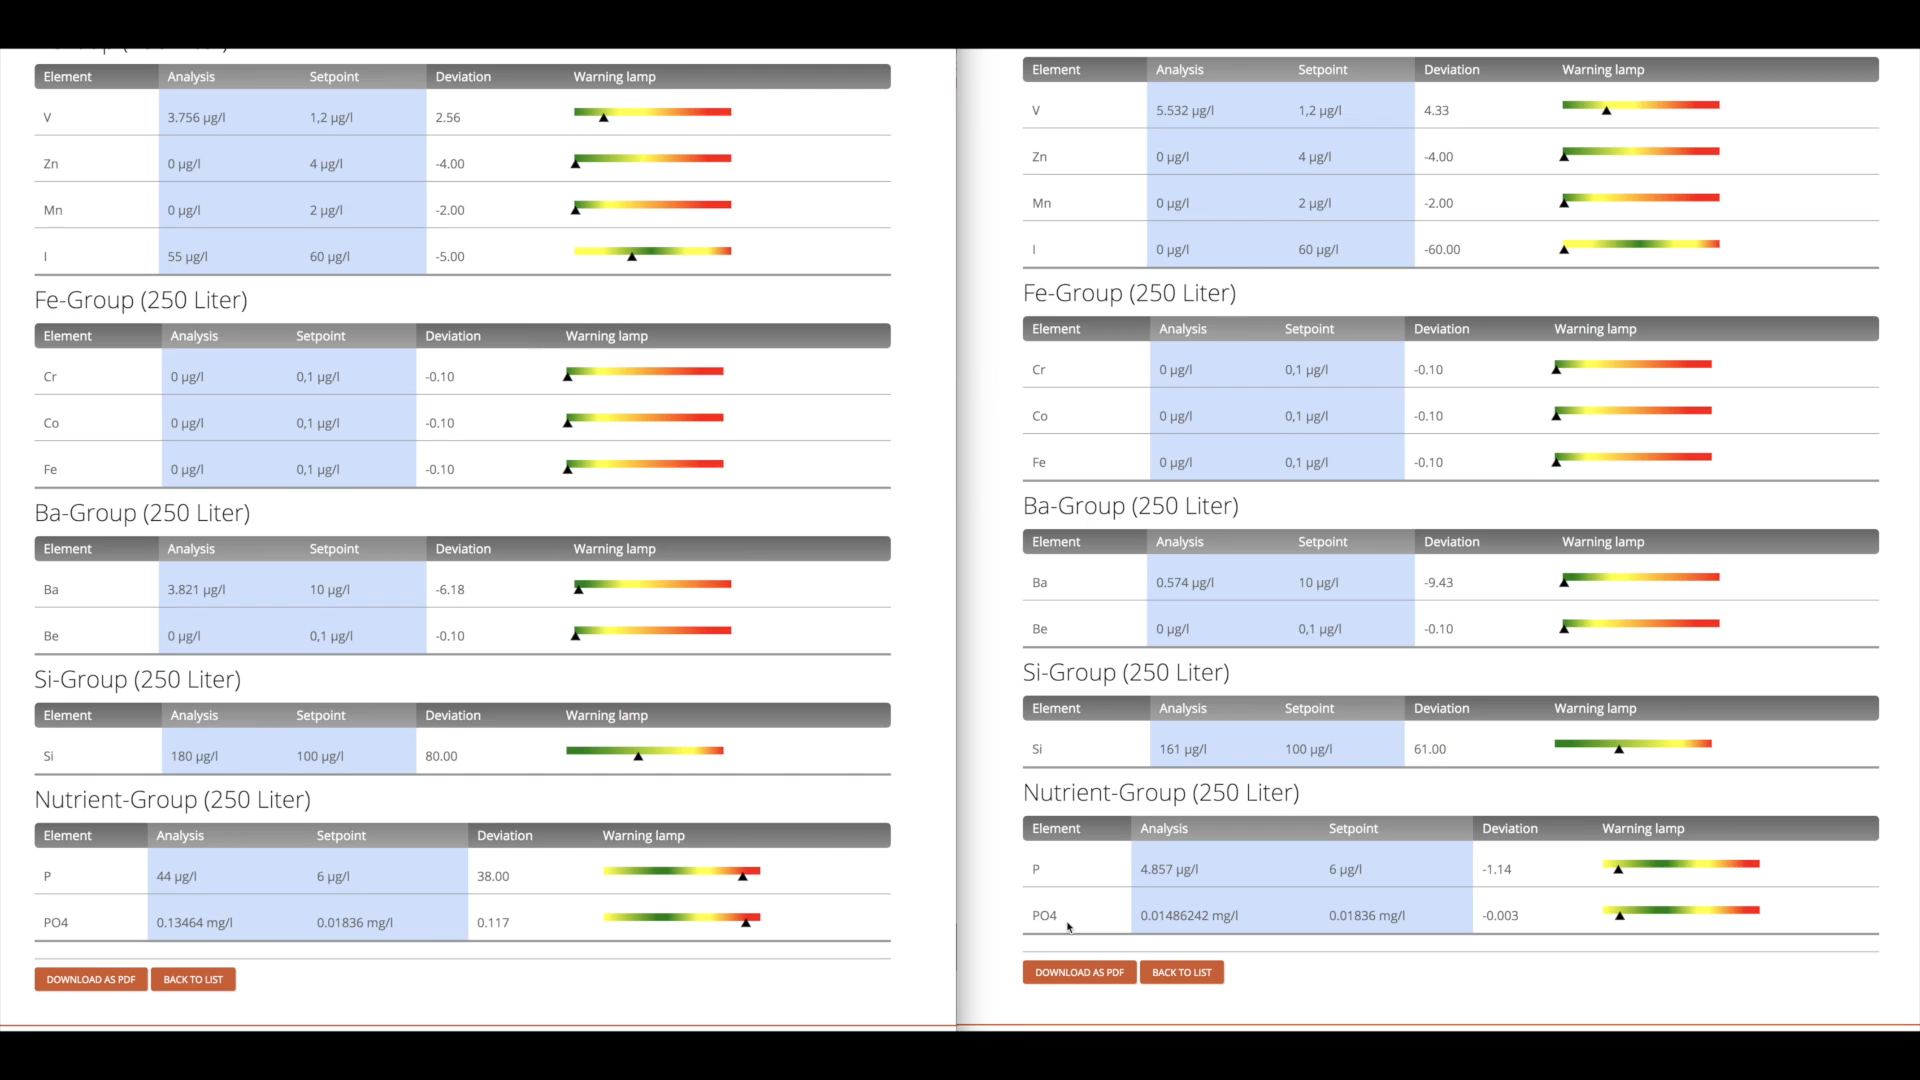 Element Analysis Setpoint Deviation Warning lamp
V 3.756 µg/l 1,2 µg/l 2.56
Zn 0 µg/l 4 µg/l -4.00
Mn 0 µg/l 2 µg/l -2.00
I 55 µg/l 60 µg/l -5.00
Fe-Group (250 Liter)
Element Analysis Setpoint Deviation Warning lamp
Cr 0 µg/l 0,1 µg/l -0.10
Co 0 µg/l 0,1 µg/l -0.10
Fe 0 µg/l 0,1 µg/l -0.10
Ba-Group (250 Liter)
Element Analysis Setpoint Deviation Warning lamp
Ba 3.821 µg/l 10 µg/l -6.18
Be 0 µg/l 0,1 µg/l -0.10
Si-Group (250 Liter)
Element Analysis Setpoint Deviation Warning lamp
Si 180 µg/l 100 µg/l 80.00
Nutrient-Group (250 Liter)
Element Analysis Setpoint Deviation Warning lamp
P 44 µg/l 6 µg/l 38.00
PO4 0.13464 mg/l 0.01836 mg/l 0.117
DOWNLOAD AS PDF BACK TO LIST
Element Analysis Setpoint Deviation Warning lamp
V 5.532 µg/l 1,2 µg/l 4.33
Zn 0 µg/l 4 µg/l -4.00
Mn 0 µg/l 2 µg/l -2.00
I 0 µg/l 60 µg/l -60.00
Fe-Group (250 Liter)
Element Analysis Setpoint Deviation Warning lamp
Cr 0 µg/l 0,1 µg/l -0.10
Co 0 µg/l 0,1 µg/l -0.10
Fe 0 µg/l 0,1 µg/l -0.10
Ba-Group (250 Liter)
Element Analysis Setpoint Deviation Warning lamp
Ba 0.574 µg/l 10 µg/l -9.43
Be 0 µg/l 0,1 µg/l -0.10
Si-Group (250 Liter)
Element Analysis Setpoint Deviation Warning lamp
Si 161 µg/l 100 µg/l 61.00
Nutrient-Group (250 Liter)
Element Analysis Setpoint Deviation Warning lamp
P 4.857 µg/l 6 µg/l -1.14
PO4 0.01486242 mg/l 0.01836 mg/l -0.003
DOWNLOAD AS PDF BACK TO LIST